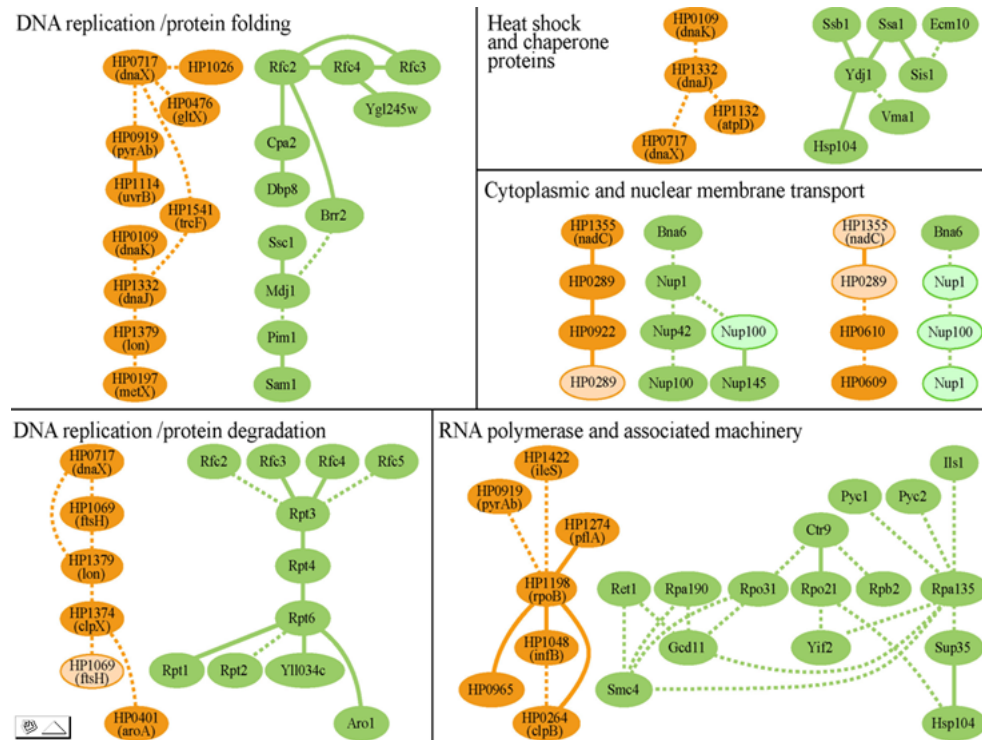 DNA replication /protein folding
HP0717
(dnaX)
HP1026
HP0476
(gltX)
HP0919
(pyrAb)
HP1114
(uvrB)
HP1541
(trcF)
HP0109
(dnaK)
HP1332
(dnaJ)
HP1379
(lon)
HP0197
(metX)
Rfc2
Rfc4
Rfc3
Ygl245w
Cpa2
Dbp8
Brr2
Ssc1
Mdj1
Pim1
Sam1
Heat shock
and chaperone
proteins
HP0109
(dnaK)
HP1332
(dnaJ)
HP1132
(atpD)
HP0717
(dnaX)
Ssb1
Ssa1
Ecm10
Ydj1
Sis1
Vma1
Hsp104
Cytoplasmic and nuclear membrane transport
HP1355
(nadC)
HP0289
HP0922
HP0289
Bna6
Nup1
Nup42
Nup100
Nup100
Nup145
HP1355
(nadC)
HP0289
HP0610
HP0609
Bna6
Nup1
Nup100
Nup1
DNA replication /protein degradation
HP0717
(dnaX)
HP1069
(ftsH)
HP1379
(lon)
HP1374
(clpX)
HP1069
(ftsH)
HP0401
(aroA)
Rfc2
Rfc3
Rfc4
Rfc5
Rpt3
Rpt4
Rpt6
Rpt1
Rpt2
Yll034c
Aro1
RNA polymerase and associated machinery
HP1422
(ileS)
HP0919
(pyrAb)
HP1274
(pflA)
HP1198
(rpoB)
HP1048
(infB)
HP0965
HP0264
(clpB)
Ils1
Pyc1
Pyc2
Ctr9
Ret1
Rpa190
Rpo31
Rpo21
Rpb2
Rpa135
Gcd11
Yif2
Sup35
Smc4
Hsp104